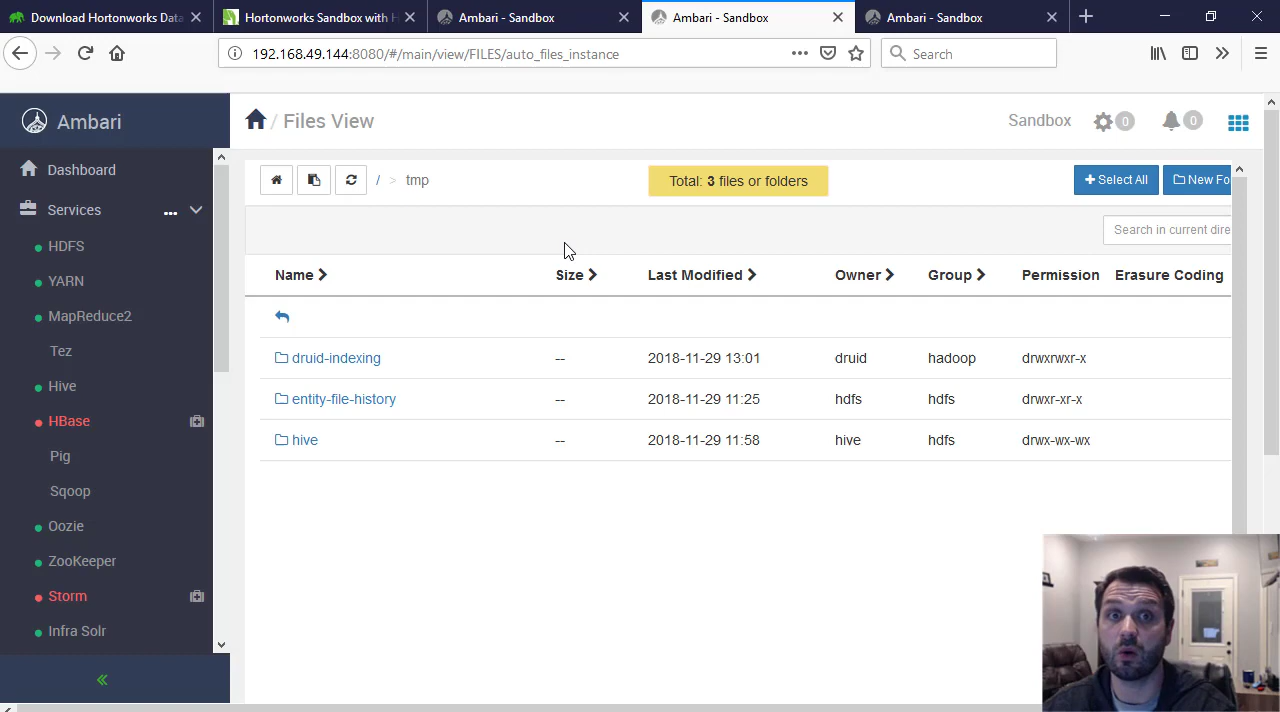 Download Hortonworks Data
Hortonworks Sandbox with H
Ambari - Sandbox
Ambari - Sandbox
Ambari - Sandbox
192.168.49.144:8080/#/main/view/FILES/auto_files_instance
Search
Ambari
/ Files View
Sandbox
0
0
Dashboard
Services
HDFS
YARN
MapReduce2
Tez
Hive
HBase
Pig
Sqoop
Oozie
ZooKeeper
Storm
Infra Solr
/ > tmp
Total: 3 files or folders
+ Select All
New Fo
Search in current dire
Name Size Last Modified Owner Group Permission Erasure Coding
druid-indexing -- 2018-11-29 13:01 druid hadoop drwxrwxr-x
entity-file-history -- 2018-11-29 11:25 hdfs hdfs drwxr-xr-x
hive -- 2018-11-29 11:58 hive hdfs drwx-wx-wx